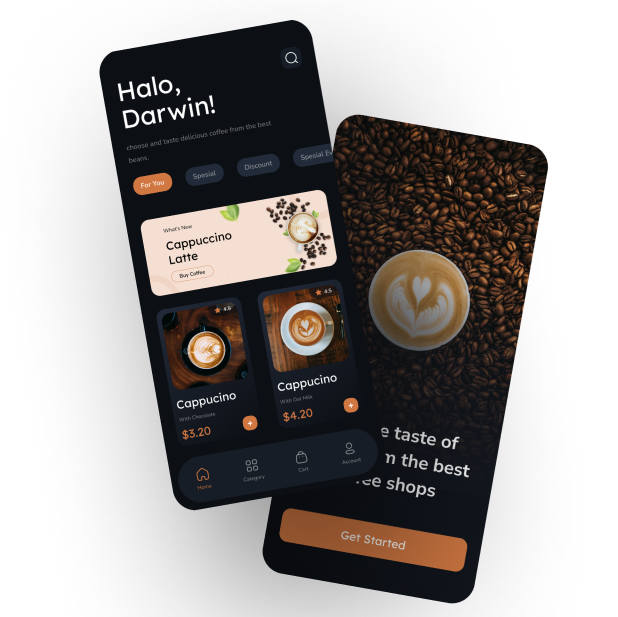 Halo,
Darwin!
choose and taste delicious coffee from the best
beans.
For You
Spesial
Discount
Spesial
What's New
Cappuccino
Latte
Buy Coffee
4.5
Cappucino
With Chocolate
$3.20
+
4.5
Cappucino
With Oat Milk
$4.20
+
Home
Category
Cart
Account
e taste of
m the best
ee shops
Get Started